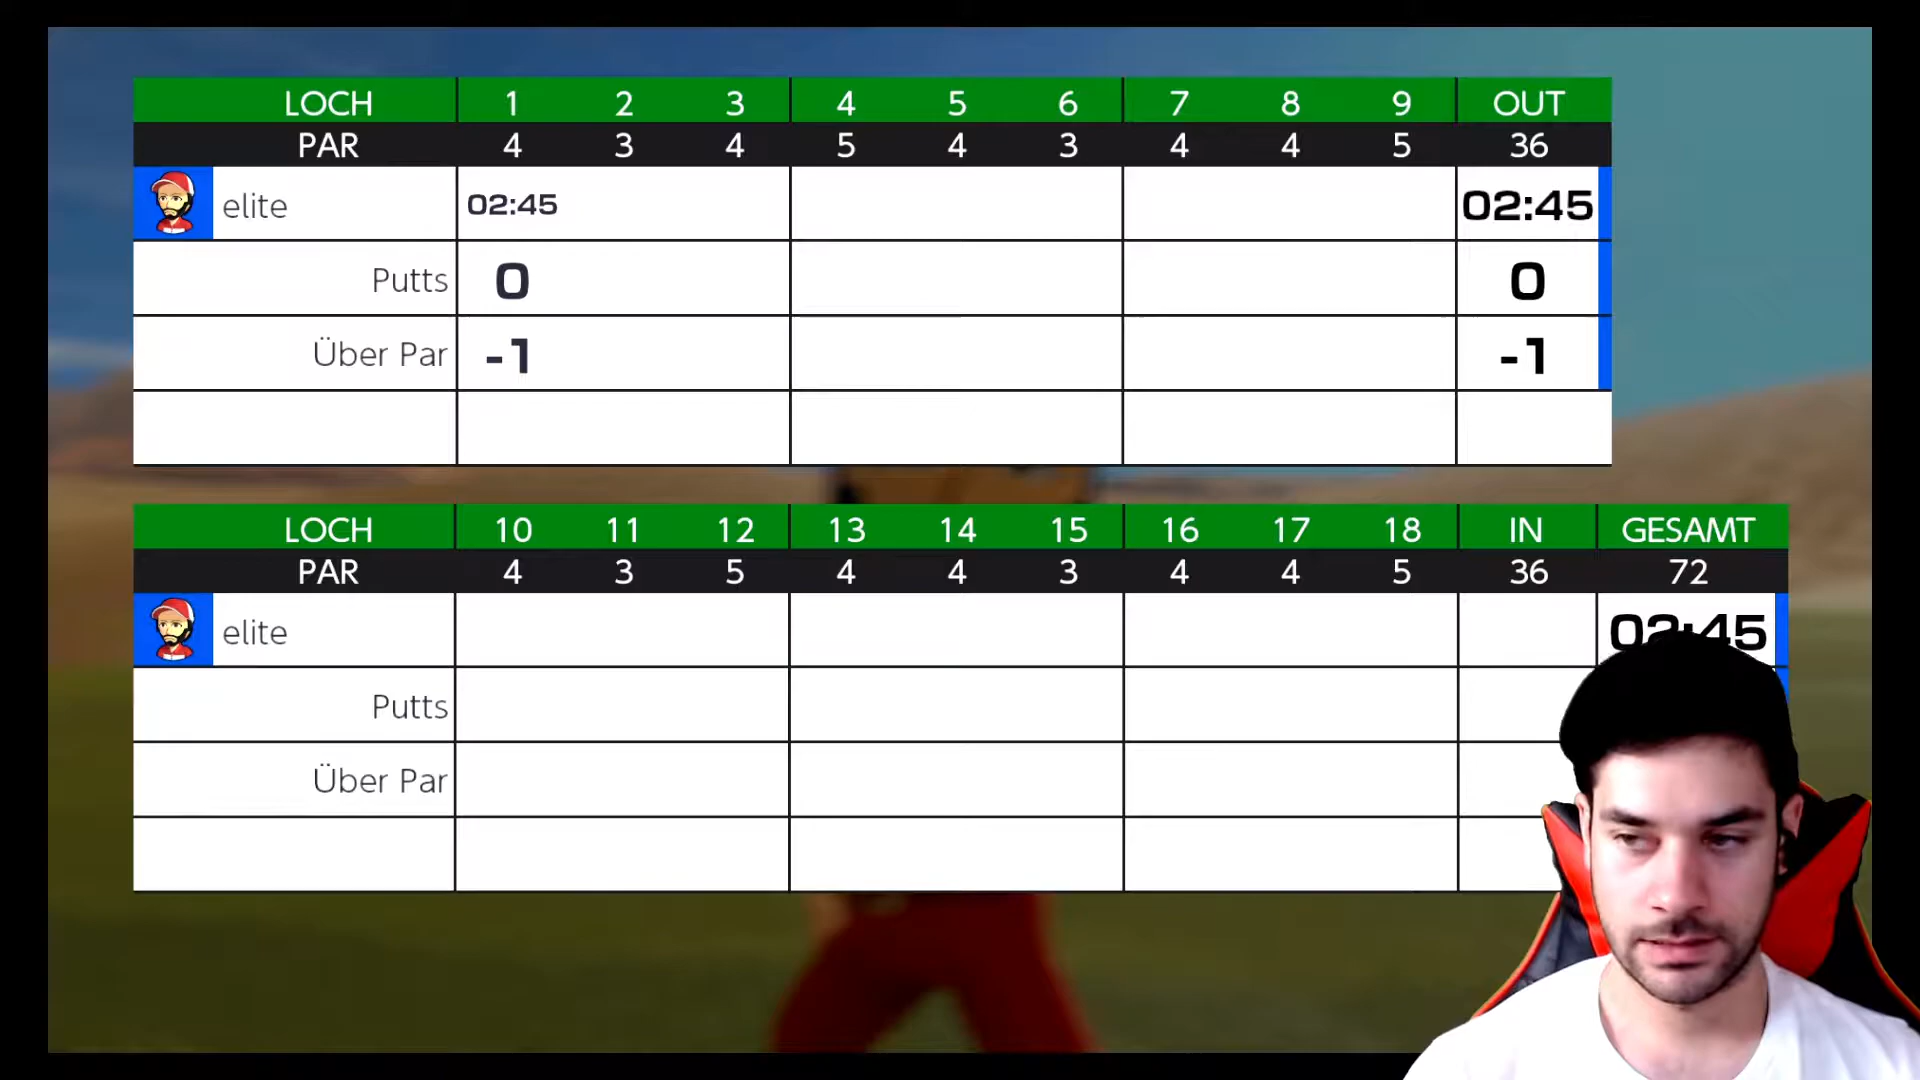 LOCH 1 2 3 4 5 6 7 8 9 OUT
PAR 4 3 4 5 4 3 4 4 5 36
elite 02:45 02:45
Putts 0 0
Über Par -1 -1
LOCH 10 11 12 13 14 15 16 17 18 IN GESAMT
PAR 4 3 5 4 4 3 4 4 5 36 72
elite 02:45
Putts
Über Par